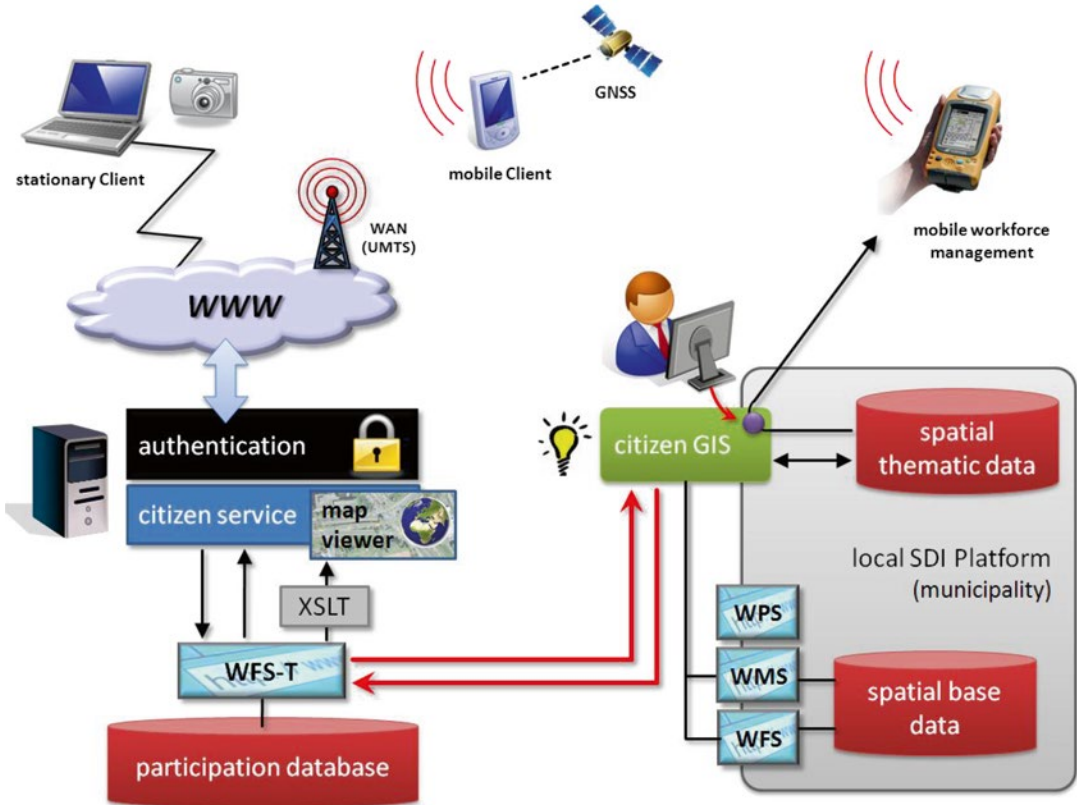 GNSS
stationary Client
mobile Client
WAN
(UMTS)
mobile workforce
management
WWW
authentication
citizen GIS
spatial
thematic data
citizen service
map
viewer
local SDI Platform
(municipality)
XSLT
WPS
WFS-T
WMS
spatial base
data
WFS
participation database